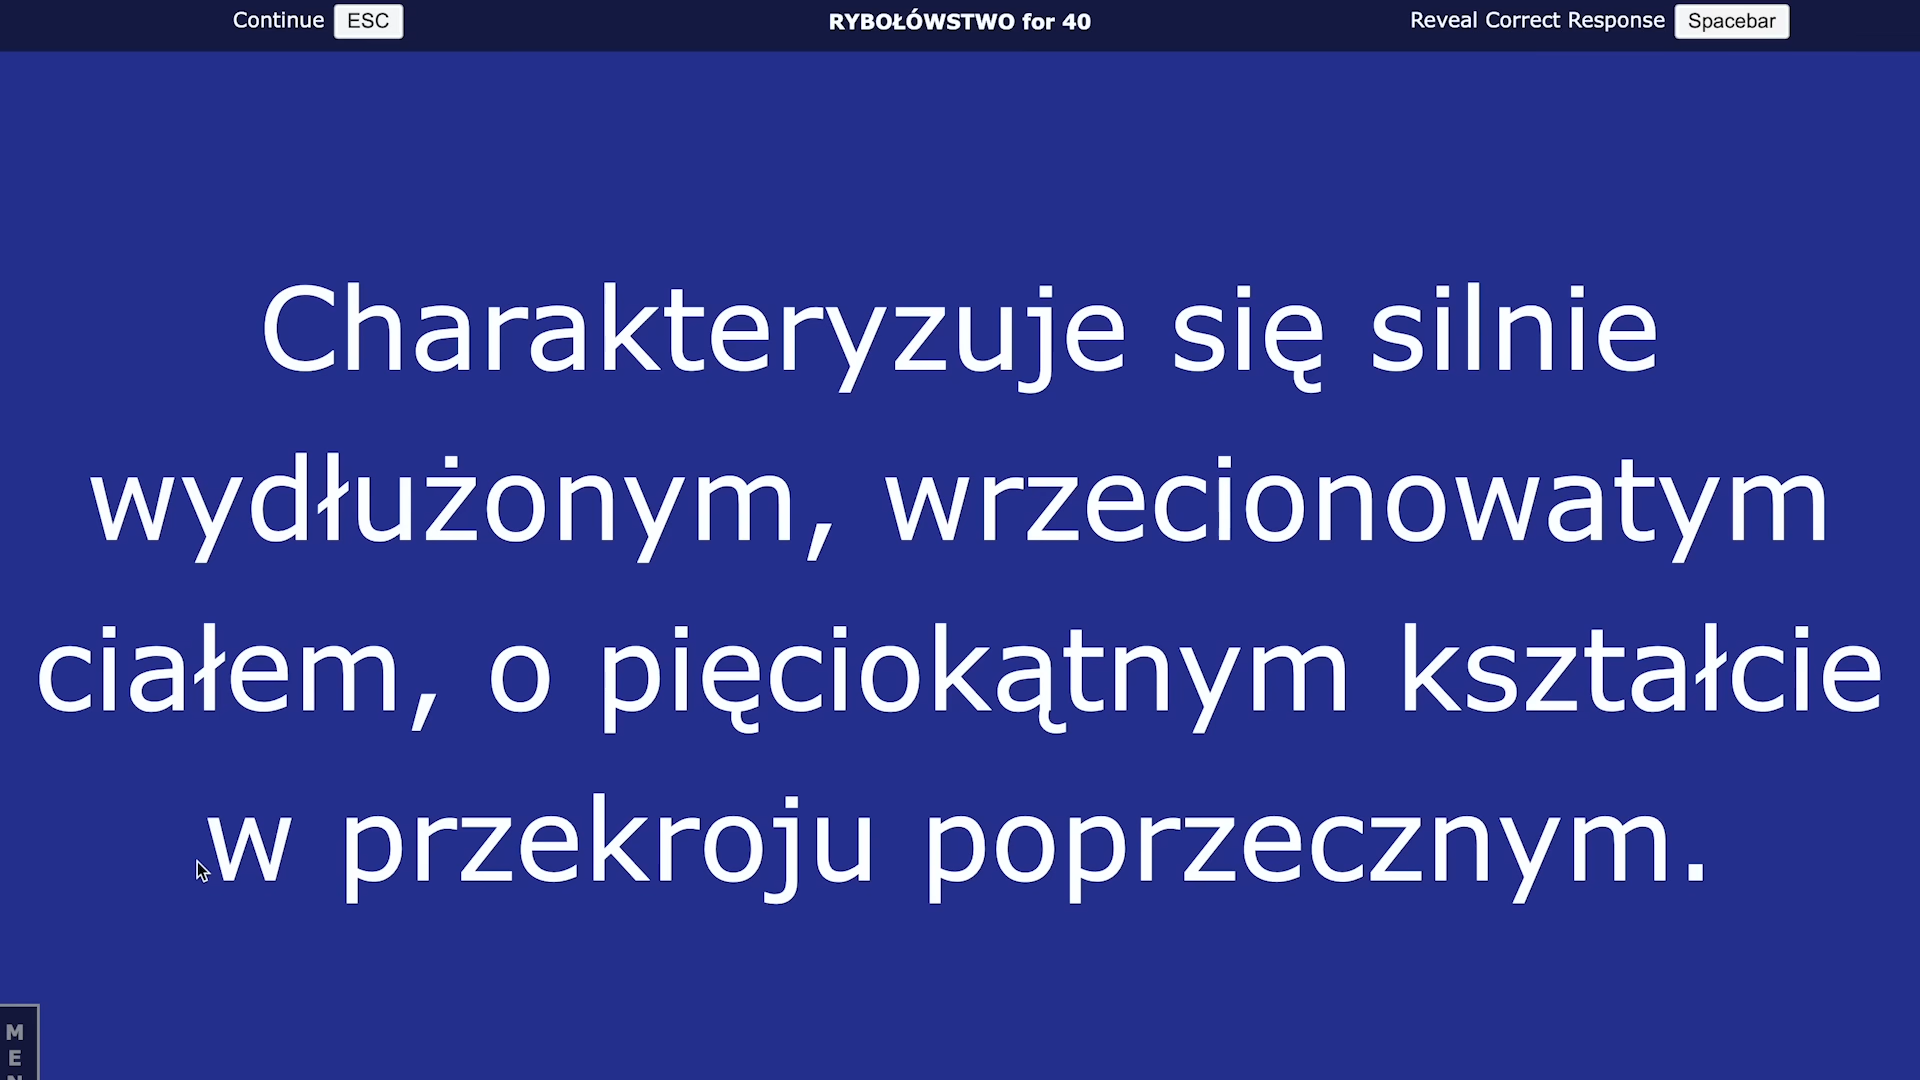 Continue ESC RYBOŁÓWSTWO for 40 Reveal Correct Response Spacebar
Charakteryzuje się silnie
wydłużonym, wrzecionowatym
ciałem, o pięciokątnym kształcie
w przekroju poprzecznym.
M
E
N